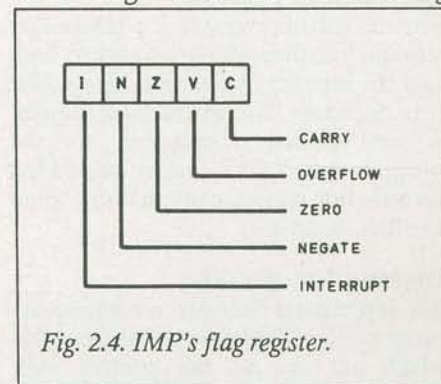 I N Z V C
CARRY
OVERFLOW
ZERO
NEGATE
INTERRUPT
Fig. 2.4. IMP's flag register.